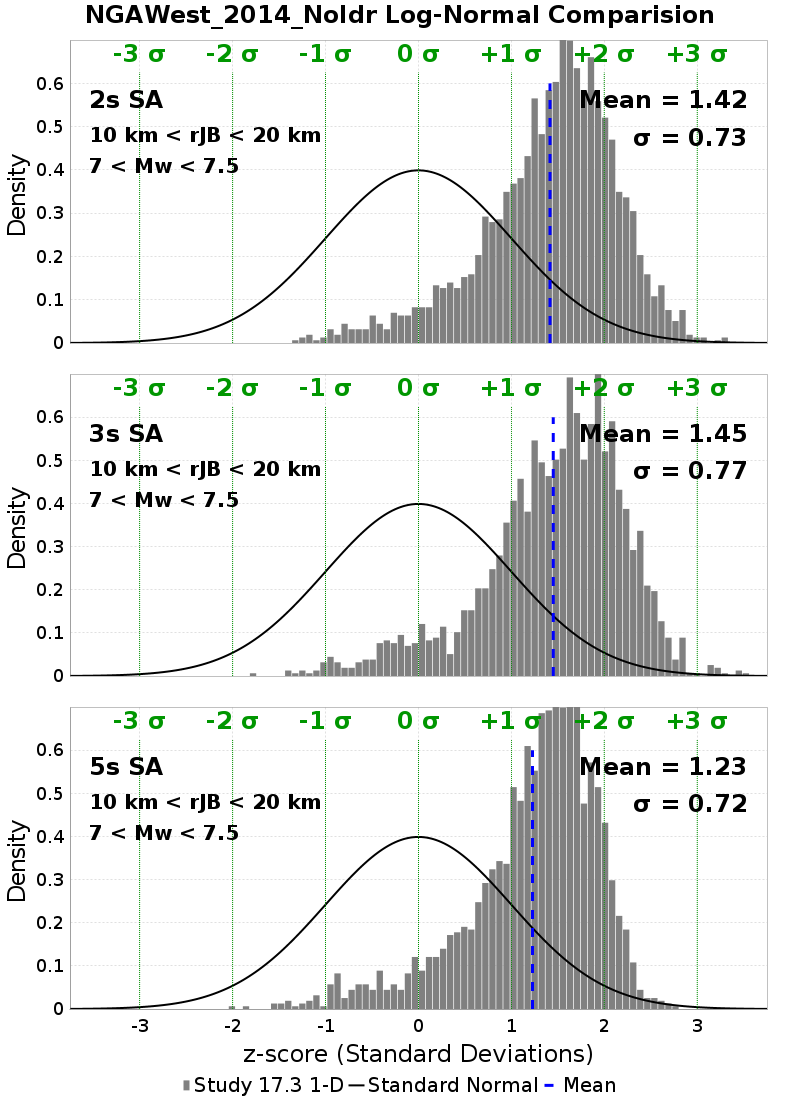 NGAWest_2014_NoIdr Log-Normal Comparision
-3 σ -2 σ -1 σ 0 σ +1 σ +2 σ +3 σ
2s SA
10 km < rJB < 20 km
7 < Mw < 7.5
Mean = 1.42
σ = 0.73
Density
0.6
0.5
0.4
0.3
0.2
0.1
0
-3 σ -2 σ -1 σ 0 σ +1 σ +2 σ +3 σ
3s SA
10 km < rJB < 20 km
7 < Mw < 7.5
Mean = 1.45
σ = 0.77
Density
0.6
0.5
0.4
0.3
0.2
0.1
0
-3 σ -2 σ -1 σ 0 σ +1 σ +2 σ +3 σ
5s SA
10 km < rJB < 20 km
7 < Mw < 7.5
Mean = 1.23
σ = 0.72
Density
0.6
0.5
0.4
0.3
0.2
0.1
0
-3 -2 -1 0 1 2 3
z-score (Standard Deviations)
Study 17.3 1-D Standard Normal Mean